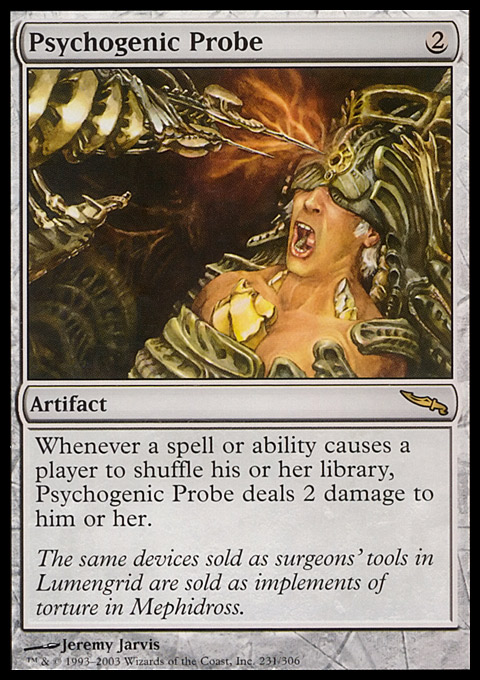 Psychogenic Probe 2
Artifact
Whenever a spell or ability causes a
player to shuffle his or her library,
Psychogenic Probe deals 2 damage to
him or her.
The same devices sold as surgeons' tools in
Lumengrid are sold as implements of
torture in Mephidross.
Jeremy Jarvis
™ & © 1993–2003 Wizards of the Coast, Inc. 231/306